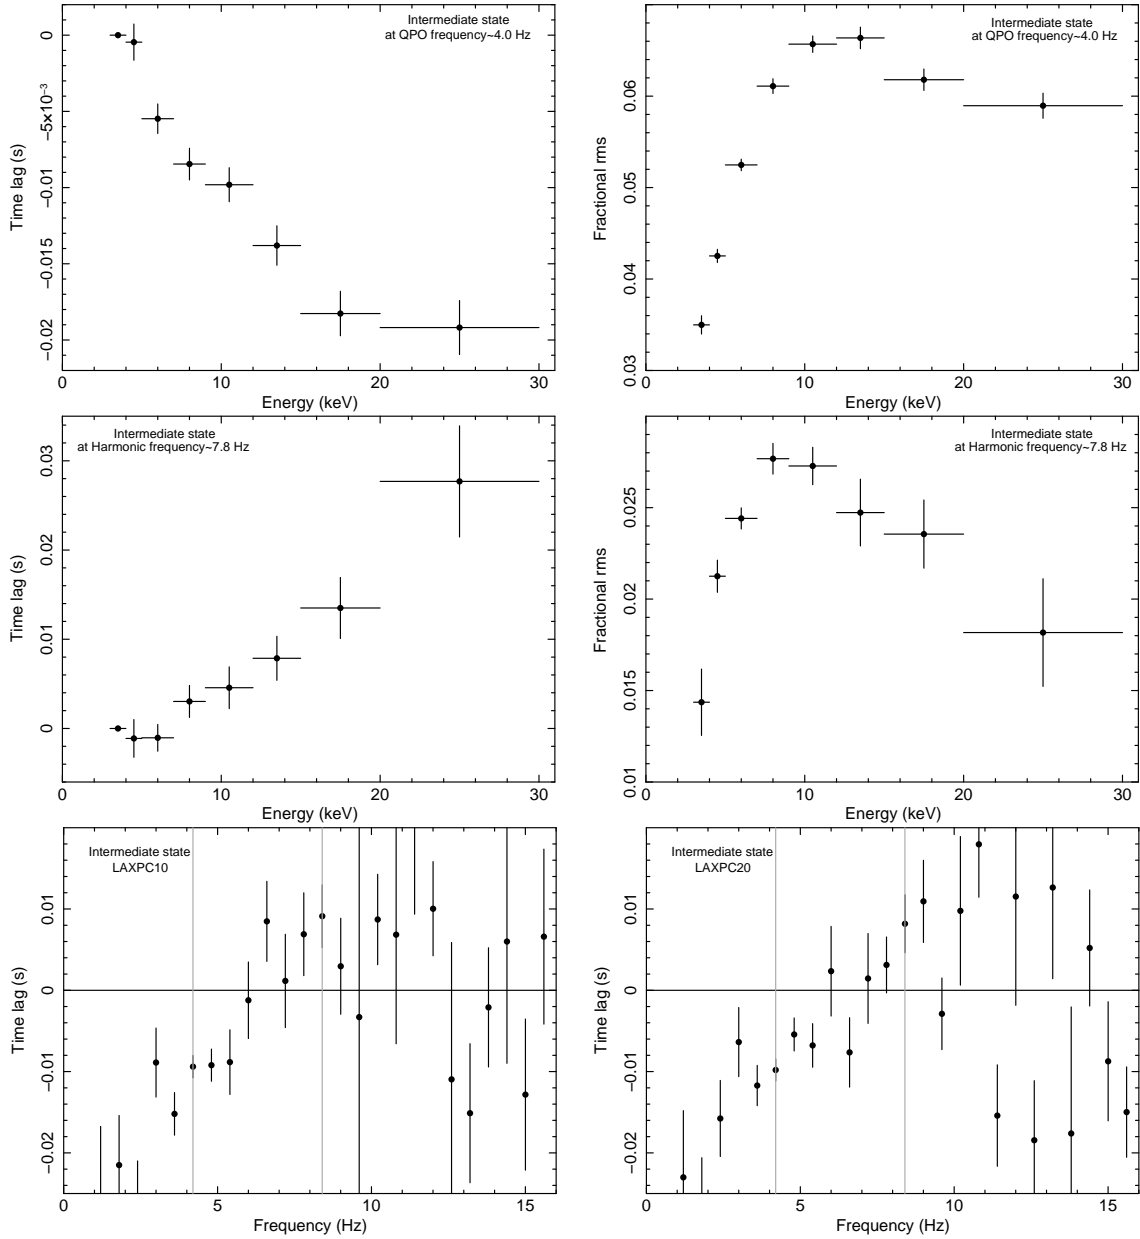 Intermediate state
at QPO frequency~4.0 Hz
0
−5×10⁻³
−0.01
−0.015
−0.02
Time lag (s)
0 10 20 30
Energy (keV)
Intermediate state
at QPO frequency~4.0 Hz
0.06
0.05
0.04
0.03
Fractional rms
0 10 20 30
Energy (keV)
Intermediate state
at Harmonic frequency~7.8 Hz
0.03
0.02
0.01
0
Time lag (s)
0 10 20 30
Energy (keV)
Intermediate state
at Harmonic frequency~7.8 Hz
0.025
0.02
0.015
0.01
Fractional rms
0 10 20 30
Energy (keV)
Intermediate state
LAXPC10
0.01
0
−0.01
−0.02
Time lag (s)
0 5 10 15
Frequency (Hz)
Intermediate state
LAXPC20
0.01
0
−0.01
−0.02
Time lag (s)
0 5 10 15
Frequency (Hz)